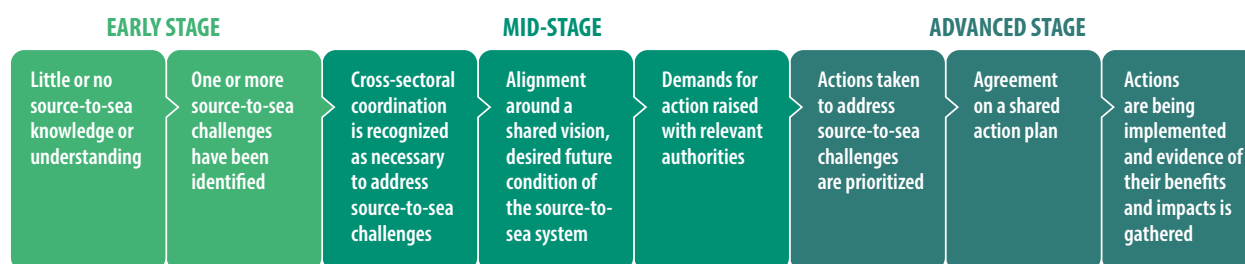 EARLY STAGE
MID-STAGE
ADVANCED STAGE
Little or no
source-to-sea
knowledge or
understanding
One or more
source-to-sea
challenges
have been
identified
Cross-sectoral
coordination
is recognized
as necessary
to address
source-to-sea
challenges
Alignment
around a
shared vision,
desired future
condition of
the source-to-
sea system
Demands for
action raised
with relevant
authorities
Actions taken
to address
source-to-sea
challenges
are prioritized
Agreement
on a shared
action plan
Actions
are being
implemented
and evidence of
their benefits
and impacts is
gathered